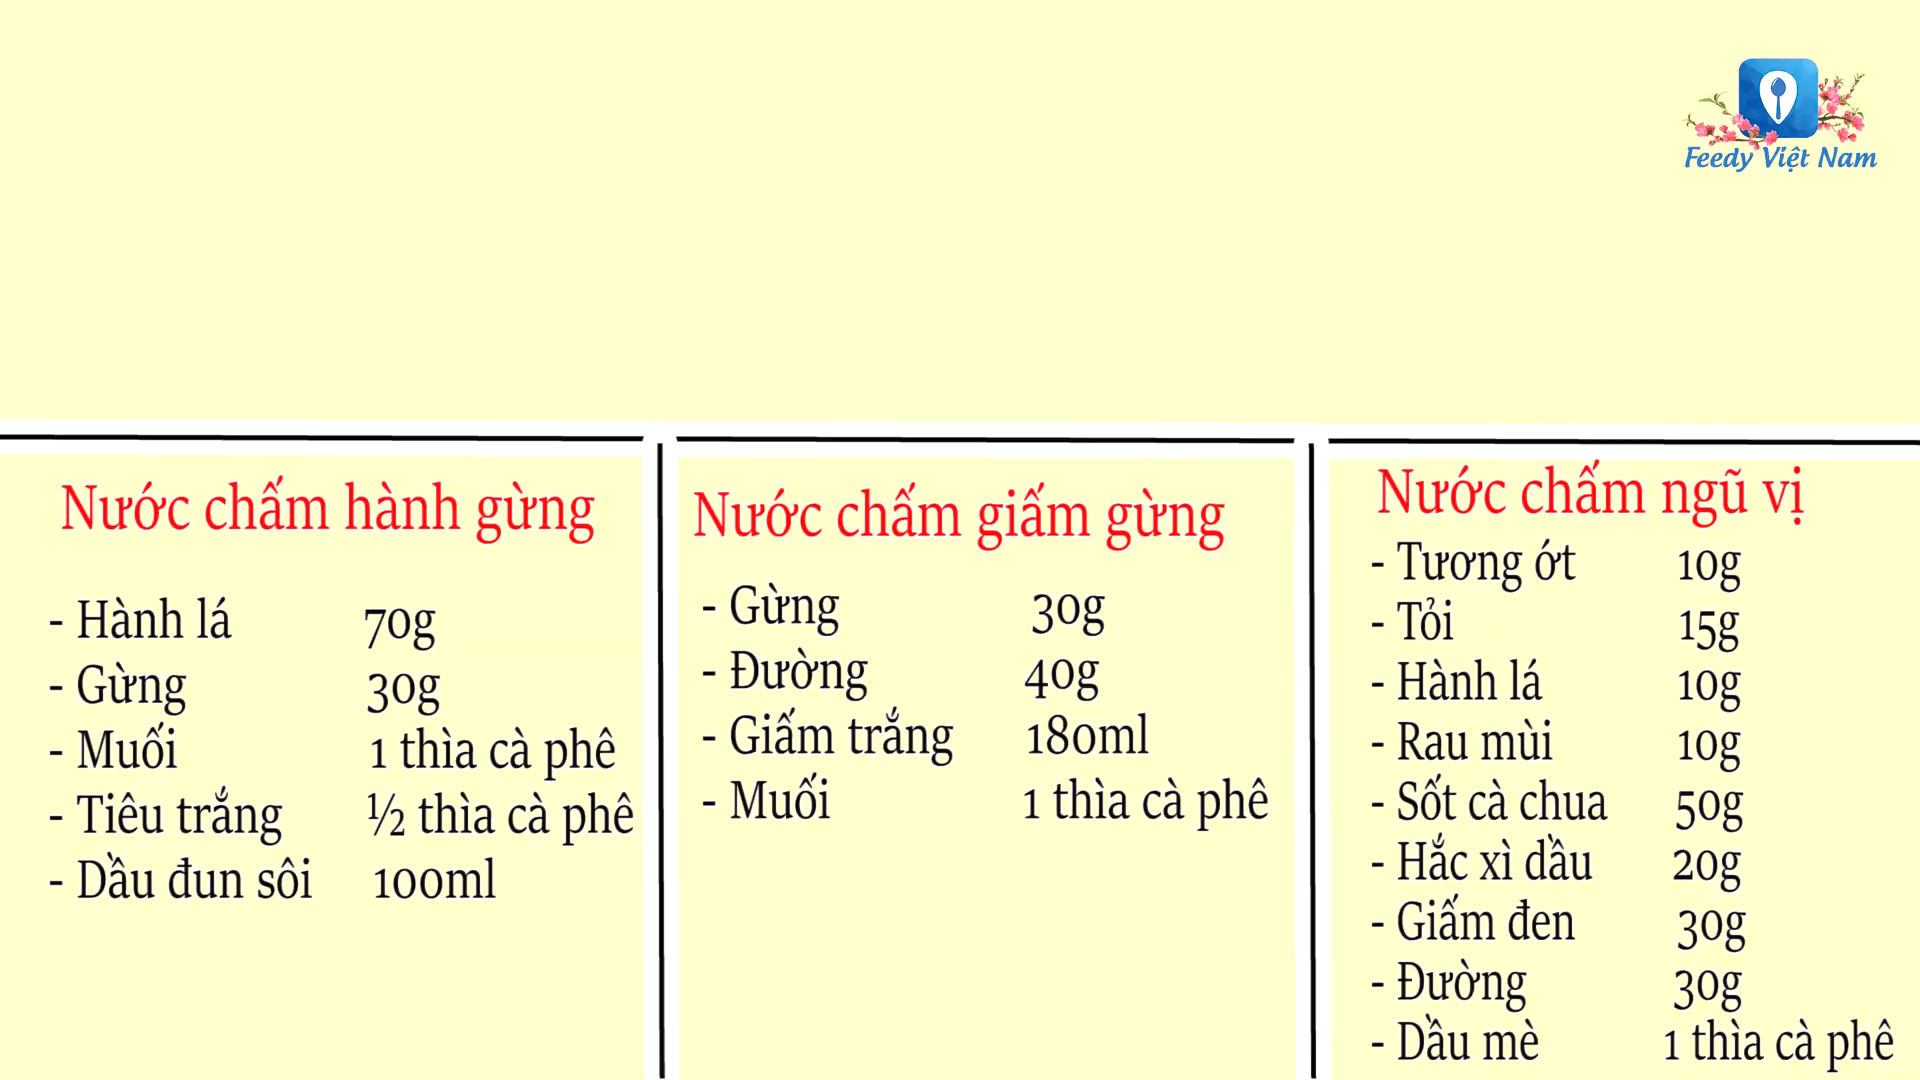 Feedy Việt Nam
Nước chấm hành gừng
- Hành lá 70g
- Gừng 30g
- Muối 1 thìa cà phê
- Tiêu trắng ½ thìa cà phê
- Dầu đun sôi 100ml
Nước chấm giấm gừng
- Gừng 30g
- Đường 40g
- Giấm trắng 180ml
- Muối 1 thìa cà phê
Nước chấm ngũ vị
- Tương ớt 10g
- Tỏi 15g
- Hành lá 10g
- Rau mùi 10g
- Sốt cà chua 50g
- Hắc xì dầu 20g
- Giấm đen 30g
- Đường 30g
- Dầu mè 1 thìa cà phê